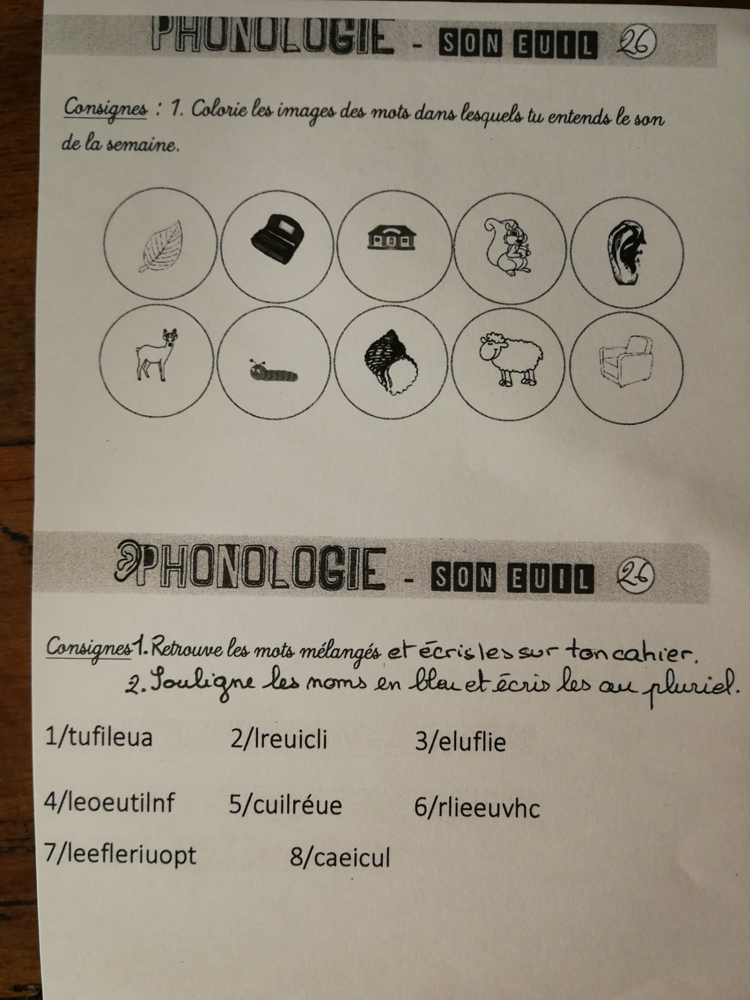 PHONOLOGIE - SON EUIL 26
Consignes : 1. Colorie les images des mots dans lesquels tu entends le son
de la semaine.
PHONOLOGIE - SON EUIL 26
Consignes 1. Retrouve les mots mélangés et écris les sur ton cahier.
2. Souligne les noms en bleu et écris les au pluriel.
1/tufileua 2/lreuicli 3/eluflie
4/leoeutilnf 5/cuilréue 6/rlieeuvhc
7/leefleriuopt 8/caeicul